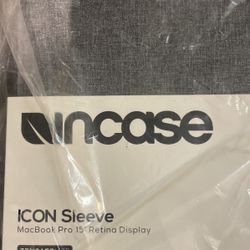 incase
ICON Sleeve
MacBook Pro 15" Retina Display